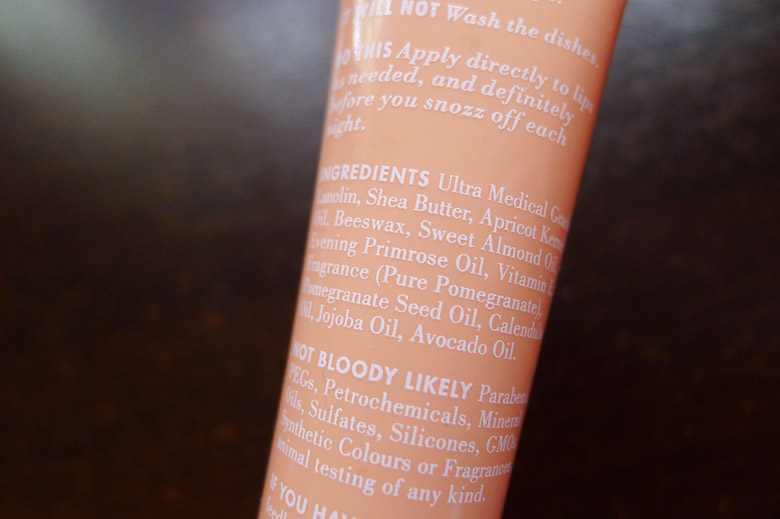 WILL NOT Wash the dishes.
THIS Apply directly to lips
needed, and definitely
before you snozz off each
night.
INGREDIENTS Ultra Medical Grade
Lanolin, Shea Butter, Apricot Kernel
Oil, Beeswax, Sweet Almond Oil,
Evening Primrose Oil, Vitamin E,
Fragrance (Pure Pomegranate),
Pomegranate Seed Oil, Calendula
Oil, Jojoba Oil, Avocado Oil.
NOT BLOODY LIKELY Parabens,
PEGs, Petrochemicals, Mineral
Oils, Sulfates, Silicones, GMOs,
Synthetic Colours or Fragrances,
animal testing of any kind.
IF YOU HAVE